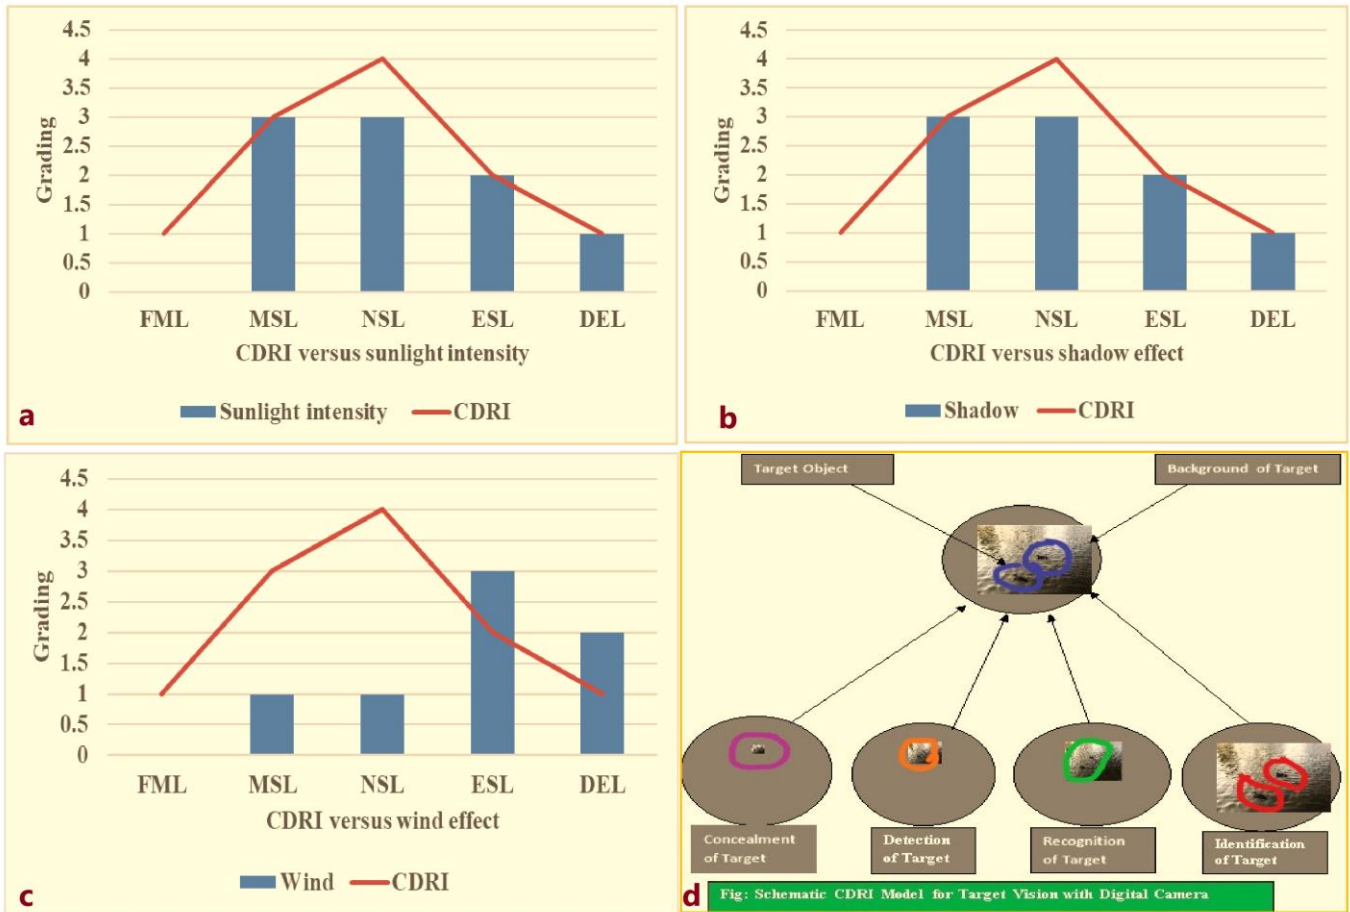 4.5
4
3.5
3
2.5
2
1.5
1
0.5
0
Grading
FML MSL NSL ESL DEL
CDRI versus sunlight intensity
Sunlight intensity CDRI
a
4.5
4
3.5
3
2.5
2
1.5
1
0.5
0
Grading
FML MSL NSL ESL DEL
CDRI versus shadow effect
Shadow CDRI
b
4.5
4
3.5
3
2.5
2
1.5
1
0.5
0
Grading
FML MSL NSL ESL DEL
CDRI versus wind effect
Wind CDRI
c
Target Object
Background of Target
Concealment
of Target
Detection
of Target
Recognition
of Target
Identification
of Target
d
Fig: Schematic CDRI Model for Target Vision with Digital Camera